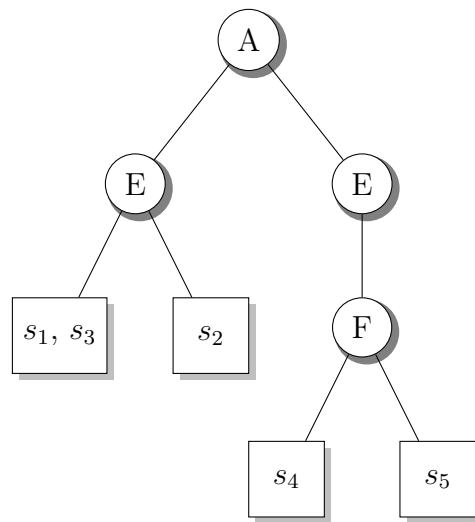 A
E E
s₁, s₃ s₂ F
s₄ s₅